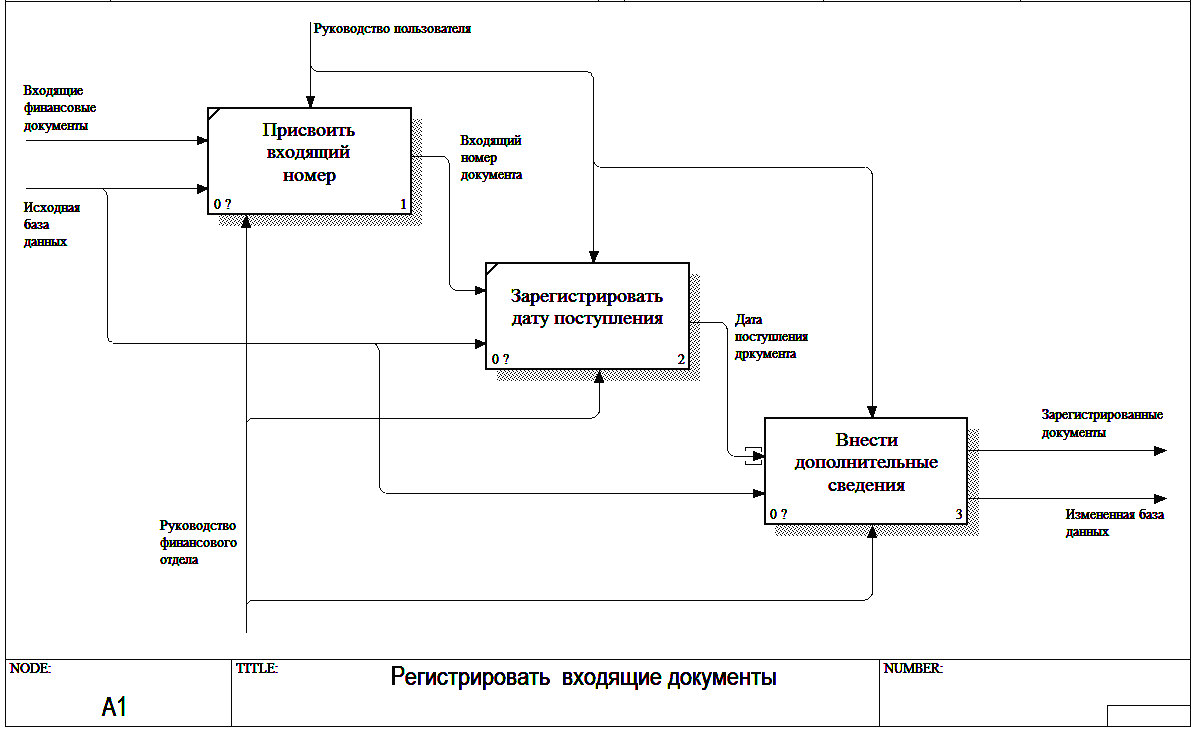 Руководство пользователя
Входящие
финансовые
документы
Присвоить
входящий
номер
0 ?
1
Входящий
номер
документа
Исходная
база
данных
Зарегистрировать
дату поступления
0 ?
2
Дата
поступления
дркумента
Внести
дополнительные
сведения
0 ?
3
Зарегистрированные
документы
Измененная база
данных
Руководство
финансового
отдела
NODE:
A1
TITLE:
Регистрировать входящие документы
NUMBER: